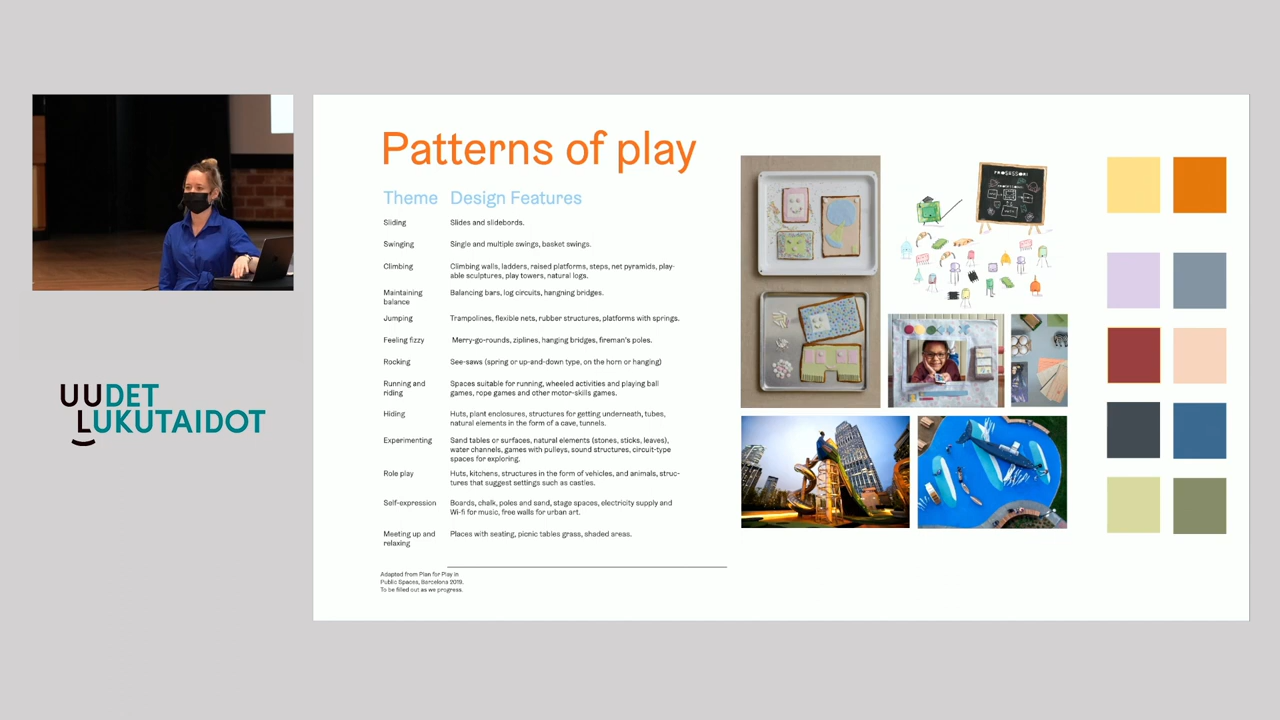 Patterns of play
Theme Design Features
Sliding Slides and slidebords.
Swinging Single and multiple swings, basket swings.
Climbing Climbing walls, ladders, raised platforms, steps, net pyramids, play-
able sculptures, play towers, natural logs.
Maintaining Balancing bars, log circuits, hangning bridges.
balance
Jumping Trampolines, flexible nets, rubber structures, platforms with springs.
Feeling fizzy Merry-go-rounds, ziplines, hanging bridges, fireman's poles.
Rocking See-saws (spring or up-and-down type, on the horn or hanging)
Running and Spaces suitable for running, wheeled activities and playing ball
riding games, rope games and other motor-skills games.
Hiding Huts, plant enclosures, structures for getting underneath, tubes,
natural elements in the form of a cave, tunnels.
Experimenting Sand tables or surfaces, natural elements (stones, sticks, leaves),
water channels, games with pulleys, sound structures, circuit-type
spaces for exploring.
Role play Huts, kitchens, structures in the form of vehicles, and animals, struc-
tures that suggest settings such as castles.
Self-expression Boards, chalk, poles and sand, stage spaces, electricity supply and
Wi-fi for music, free walls for urban art.
Meeting up and Places with seating, picnic tables grass, shaded areas.
relaxing
Adapted from Plan for Play in
Public Spaces, Barcelona 2019.
To be filled out as we progress.
UUDET
LUKUTAIDOT